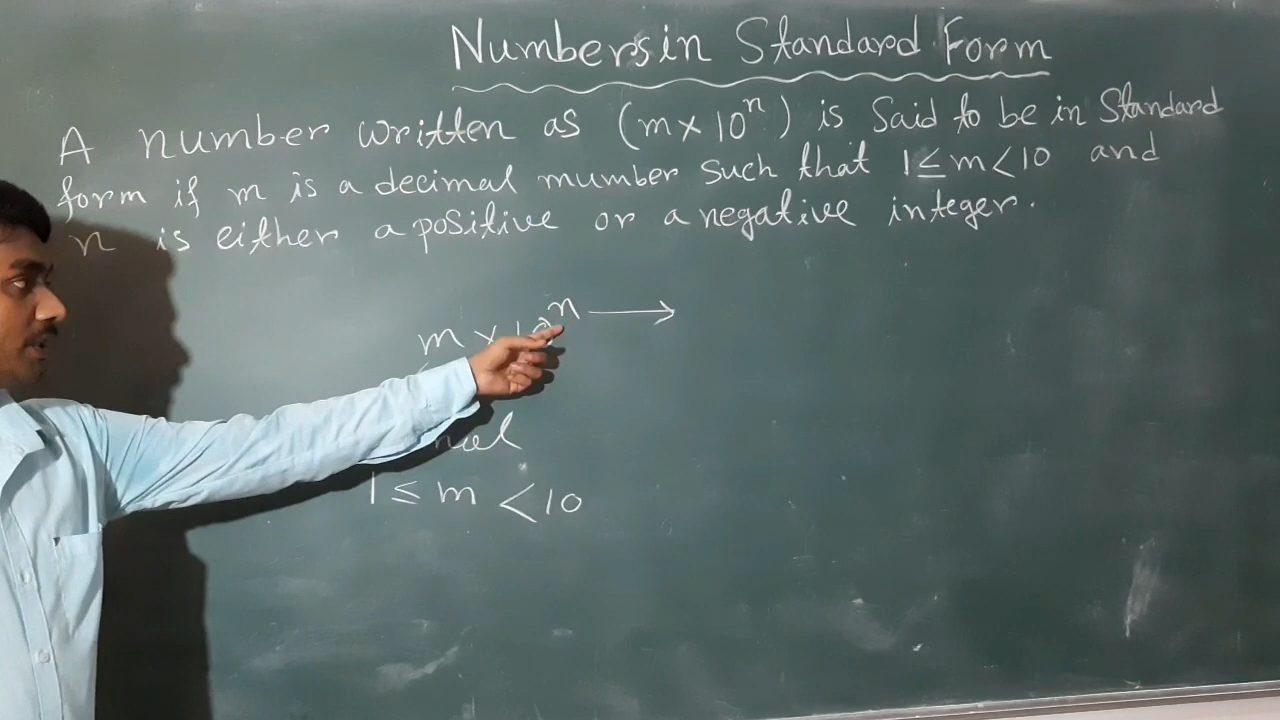 Numbers in Standard Form
A number written as (m × 10ⁿ) is Said to be in Standard
form if m is a decimal mumber such that 1 ≤ m < 10 and
n is either a positive or a negative integer.
m × 10ⁿ →
1 ≤ m < 10